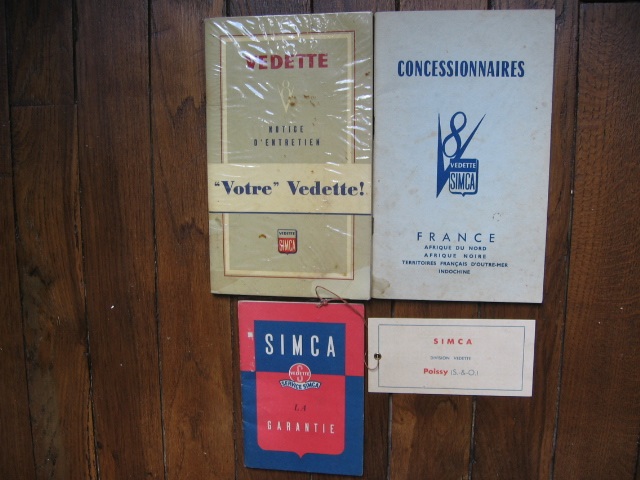 VEDETTE
NOTICE
D'ENTRETIEN
"Votre" Vedette!
VEDETTE
SIMCA
CONCESSIONNAIRES
V8
VEDETTE
SIMCA
FRANCE
AFRIQUE DU NORD
AFRIQUE NOIRE
TERRITOIRES FRANÇAIS D'OUTRE-MER
INDOCHINE
SIMCA
VEDETTE
S
SERVICE SIMCA
LA
GARANTIE
SIMCA
DIVISION VEDETTE
Poissy (S.-&-O.)